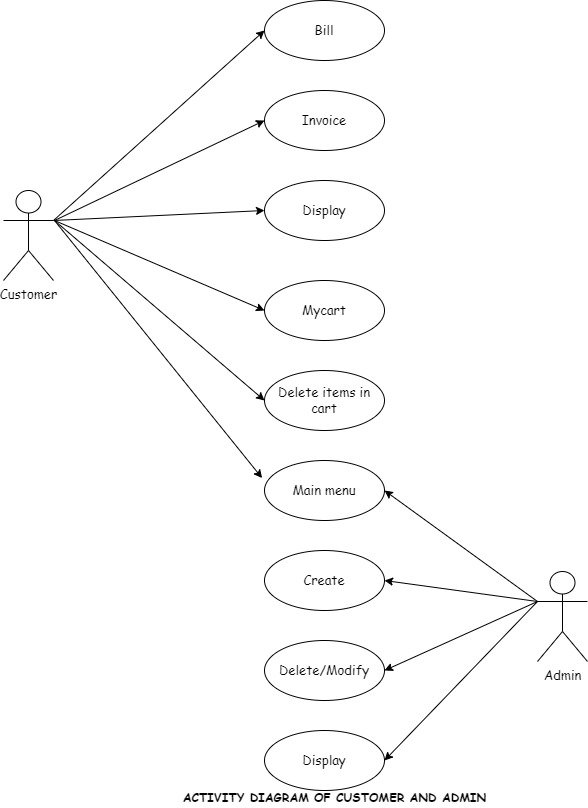 Bill
Invoice
Display
Customer
Mycart
Delete items in
cart
Main menu
Create
Delete/Modify
Admin
Display
ACTIVITY DIAGRAM OF CUSTOMER AND ADMIN